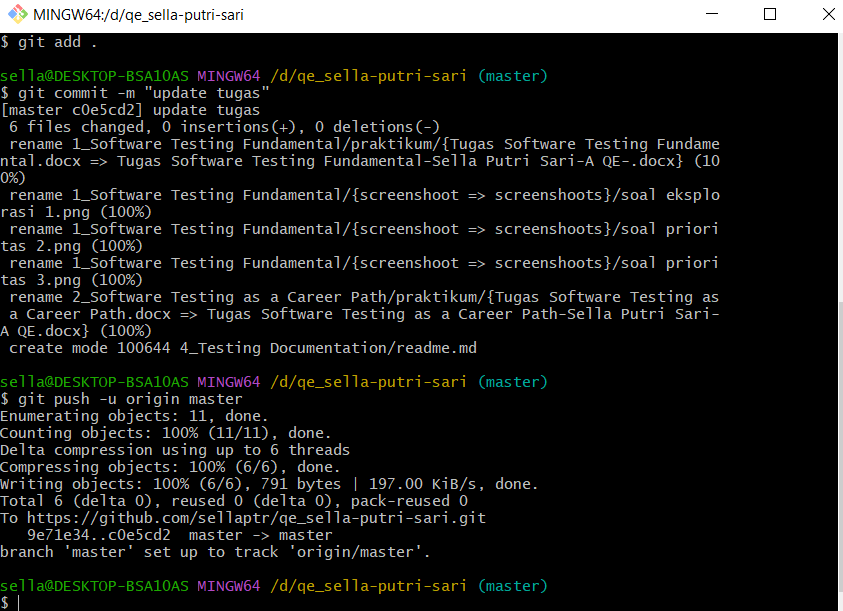 MINGW64:/d/qe_sella-putri-sari
$ git add .
sella@DESKTOP-BSA10AS MINGW64 /d/qe_sella-putri-sari (master)
$ git commit -m "update tugas"
[master c0e5cd2] update tugas
 6 files changed, 0 insertions(+), 0 deletions(-)
 rename 1_Software Testing Fundamental/praktikum/{Tugas Software Testing Fundame
ntal.docx => Tugas Software Testing Fundamental-Sella Putri Sari-A QE-.docx} (10
0%)
 rename 1_Software Testing Fundamental/{screenshoot => screenshoots}/soal eksplo
rasi 1.png (100%)
 rename 1_Software Testing Fundamental/{screenshoot => screenshoots}/soal priori
tas 2.png (100%)
 rename 1_Software Testing Fundamental/{screenshoot => screenshoots}/soal priori
tas 3.png (100%)
 rename 2_Software Testing as a Career Path/praktikum/{Tugas Software Testing as
 a Career Path.docx => Tugas Software Testing as a Career Path-Sella Putri Sari-
A QE.docx} (100%)
 create mode 100644 4_Testing Documentation/readme.md
sella@DESKTOP-BSA10AS MINGW64 /d/qe_sella-putri-sari (master)
$ git push -u origin master
Enumerating objects: 11, done.
Counting objects: 100% (11/11), done.
Delta compression using up to 6 threads
Compressing objects: 100% (6/6), done.
Writing objects: 100% (6/6), 791 bytes | 197.00 KiB/s, done.
Total 6 (delta 0), reused 0 (delta 0), pack-reused 0
To https://github.com/sellaptr/qe_sella-putri-sari.git
   9e71e34..c0e5cd2  master -> master
branch 'master' set up to track 'origin/master'.
sella@DESKTOP-BSA10AS MINGW64 /d/qe_sella-putri-sari (master)
$